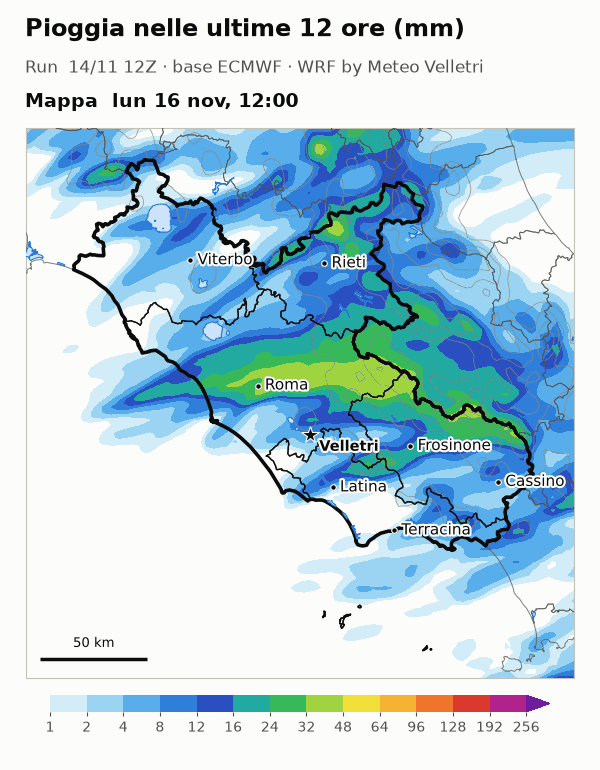 Pioggia nelle ultime 12 ore (mm)
Run  14/11 12Z · base ECMWF · WRF by Meteo Velletri
Mappa  lun 16 nov, 12:00
Viterbo
Rieti
Roma
Velletri
Frosinone
Cassino
Latina
Terracina
50 km
1 2 4 8 12 16 24 32 48 64 96 128 192 256